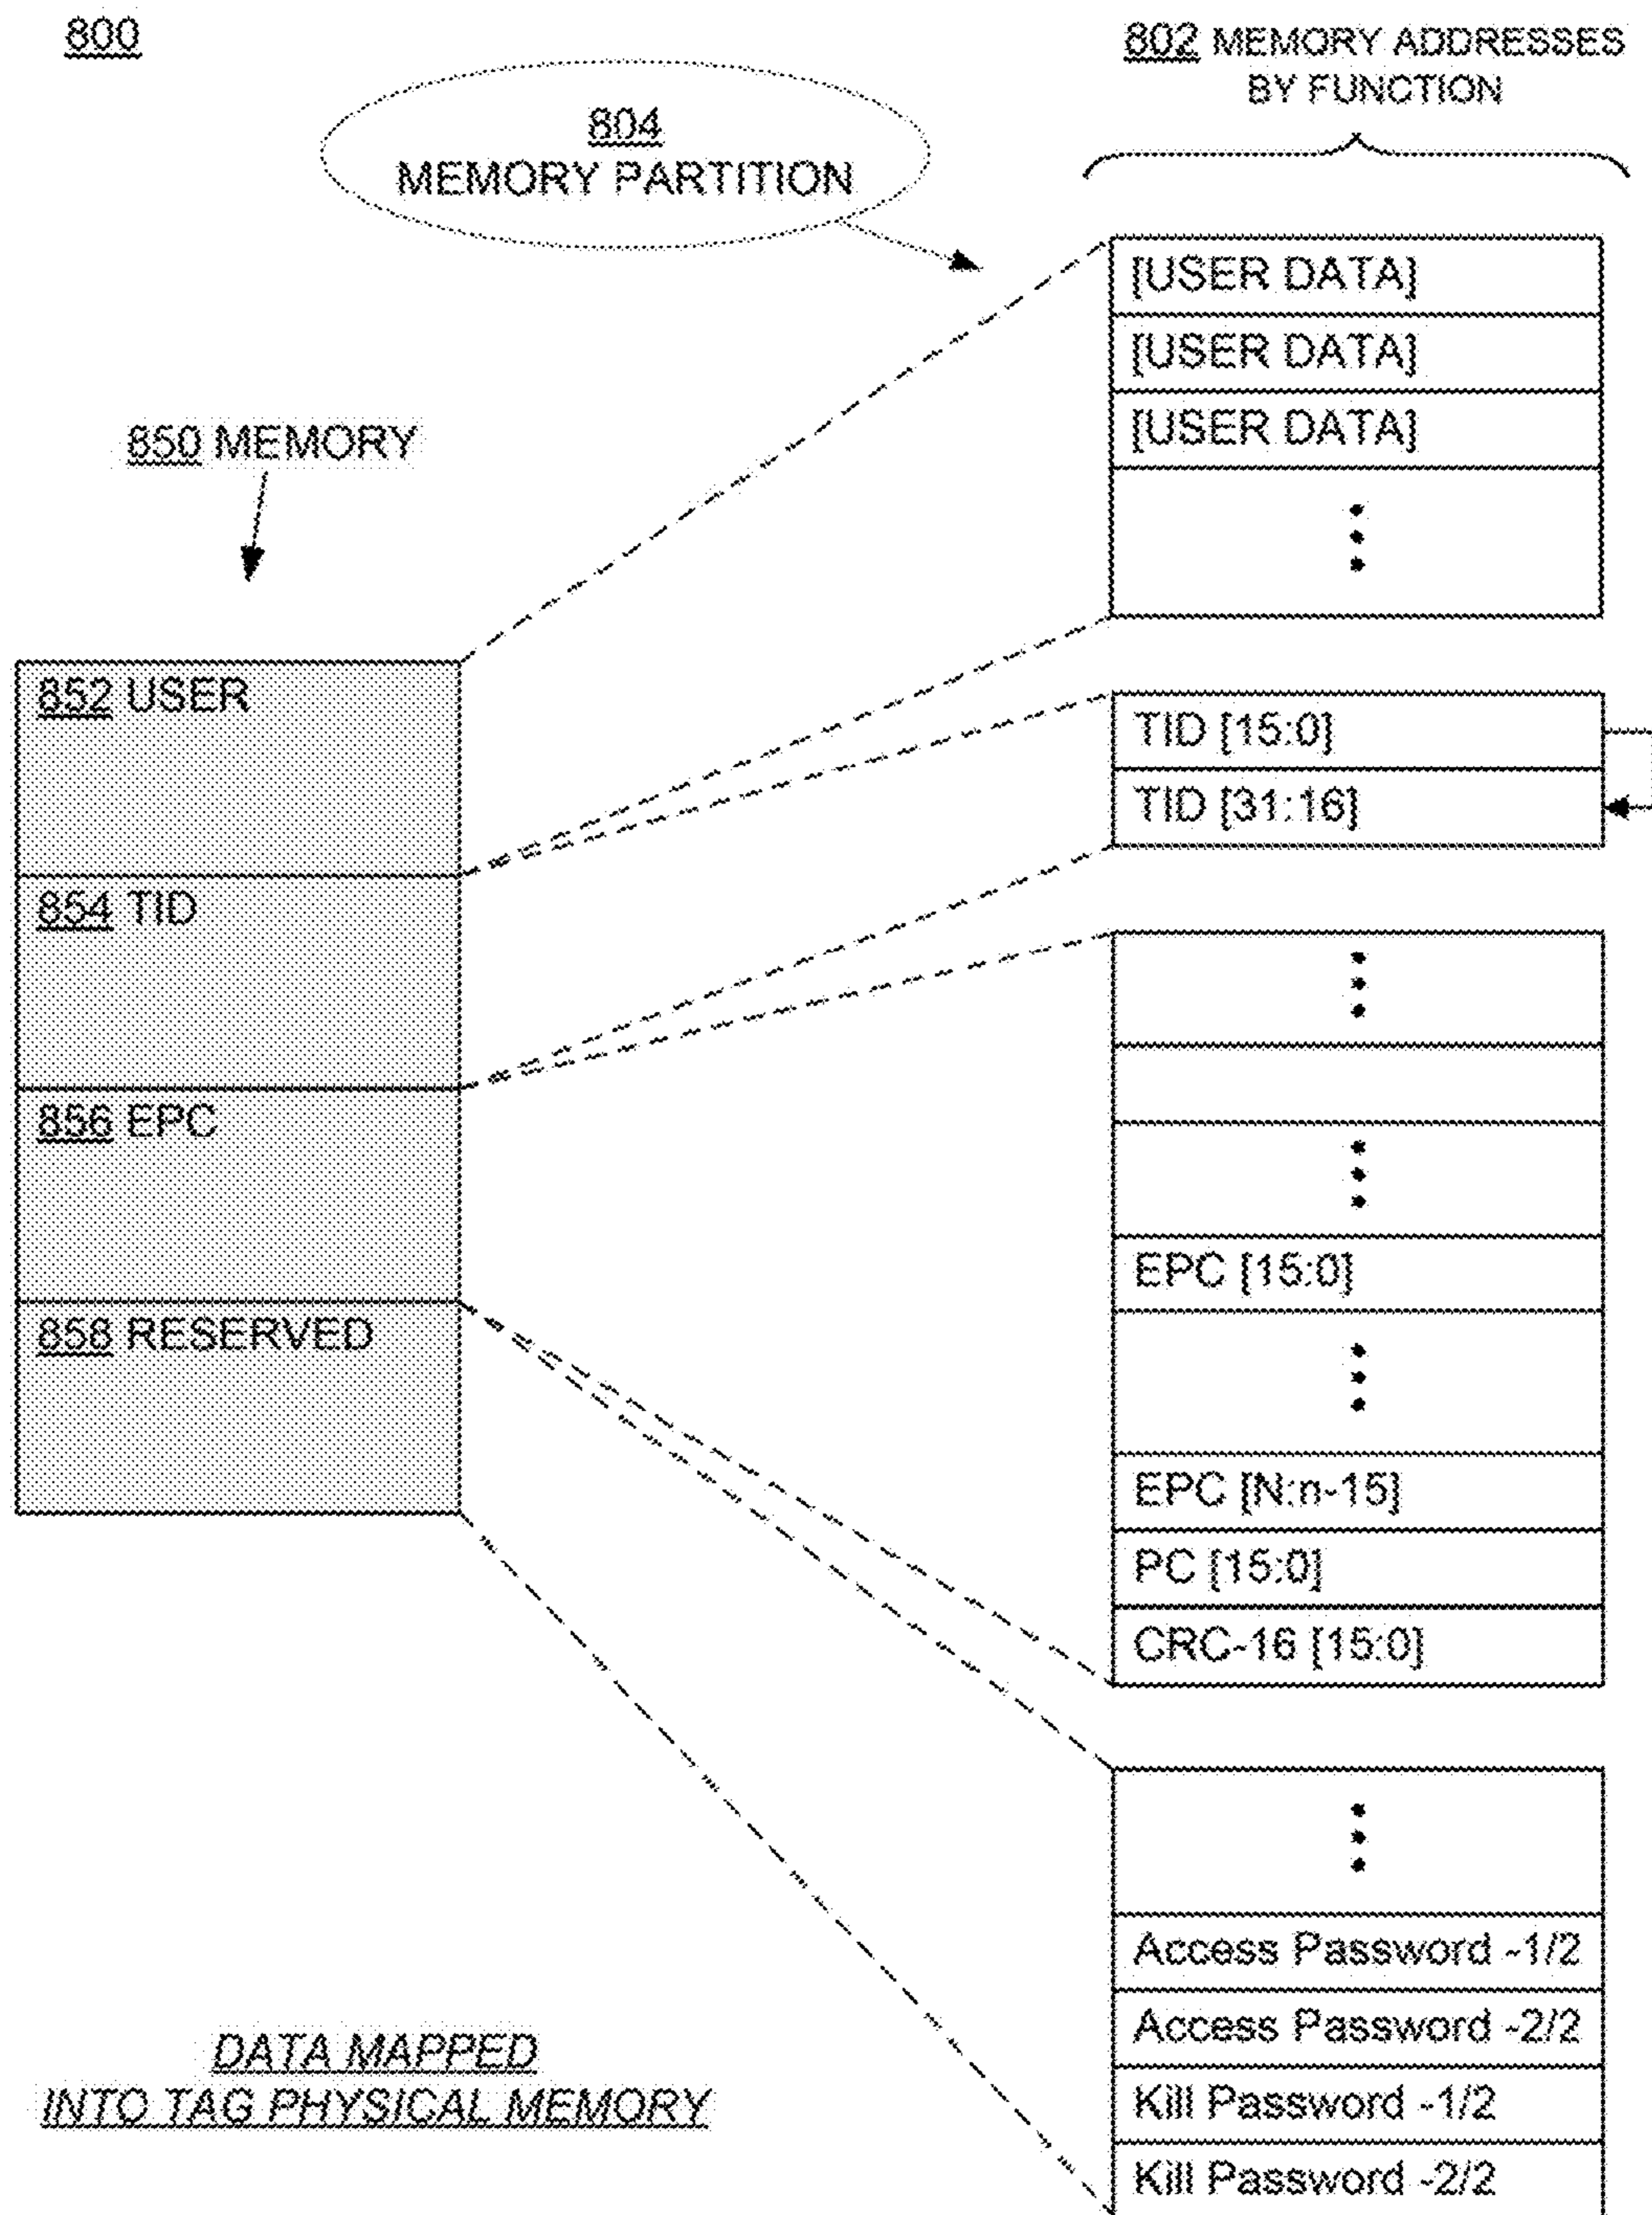 800
802 MEMORY ADDRESSES
BY FUNCTION
804
MEMORY PARTITION
[USER DATA]
[USER DATA]
[USER DATA]
850 MEMORY
852 USER
854 TID
856 EPC
858 RESERVED
TID [15:0]
TID [31:16]
EPC [15:0]
EPC [N:n-15]
PC [15:0]
CRC-16 [15:0]
Access Password -1/2
Access Password -2/2
Kill Password -1/2
Kill Password -2/2
DATA MAPPED
INTO TAG PHYSICAL MEMORY